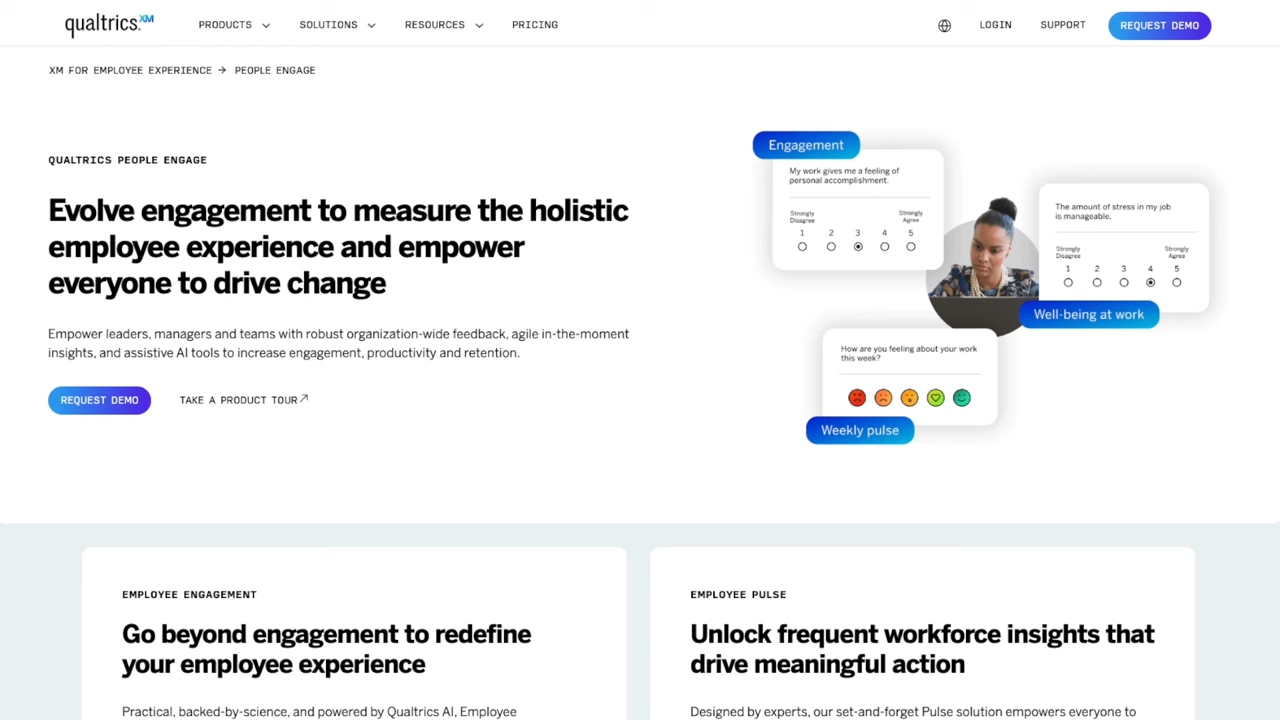 qualtrics.XM
PRODUCTS
SOLUTIONS
RESOURCES
PRICING
LOGIN
SUPPORT
REQUEST DEMO
XM FOR EMPLOYEE EXPERIENCE → PEOPLE ENGAGE
QUALTRICS PEOPLE ENGAGE
Evolve engagement to measure the holistic
employee experience and empower
everyone to drive change
Empower leaders, managers and teams with robust organization-wide feedback, agile in-the-moment
insights, and assistive AI tools to increase engagement, productivity and retention.
REQUEST DEMO
TAKE A PRODUCT TOUR
Engagement
My work gives me a feeling of
personal accomplishment.
Strongly
Disagree
Strongly
Agree
1 2 3 4 5
The amount of stress in my job
is manageable.
Strongly
Disagree
Strongly
Agree
1 2 3 4 5
Well-being at work
How are you feeling about your work
this week?
Weekly pulse
EMPLOYEE ENGAGEMENT
Go beyond engagement to redefine
your employee experience
Practical, backed-by-science, and powered by Qualtrics AI, Employee
EMPLOYEE PULSE
Unlock frequent workforce insights that
drive meaningful action
Designed by experts, our set-and-forget Pulse solution empowers everyone to